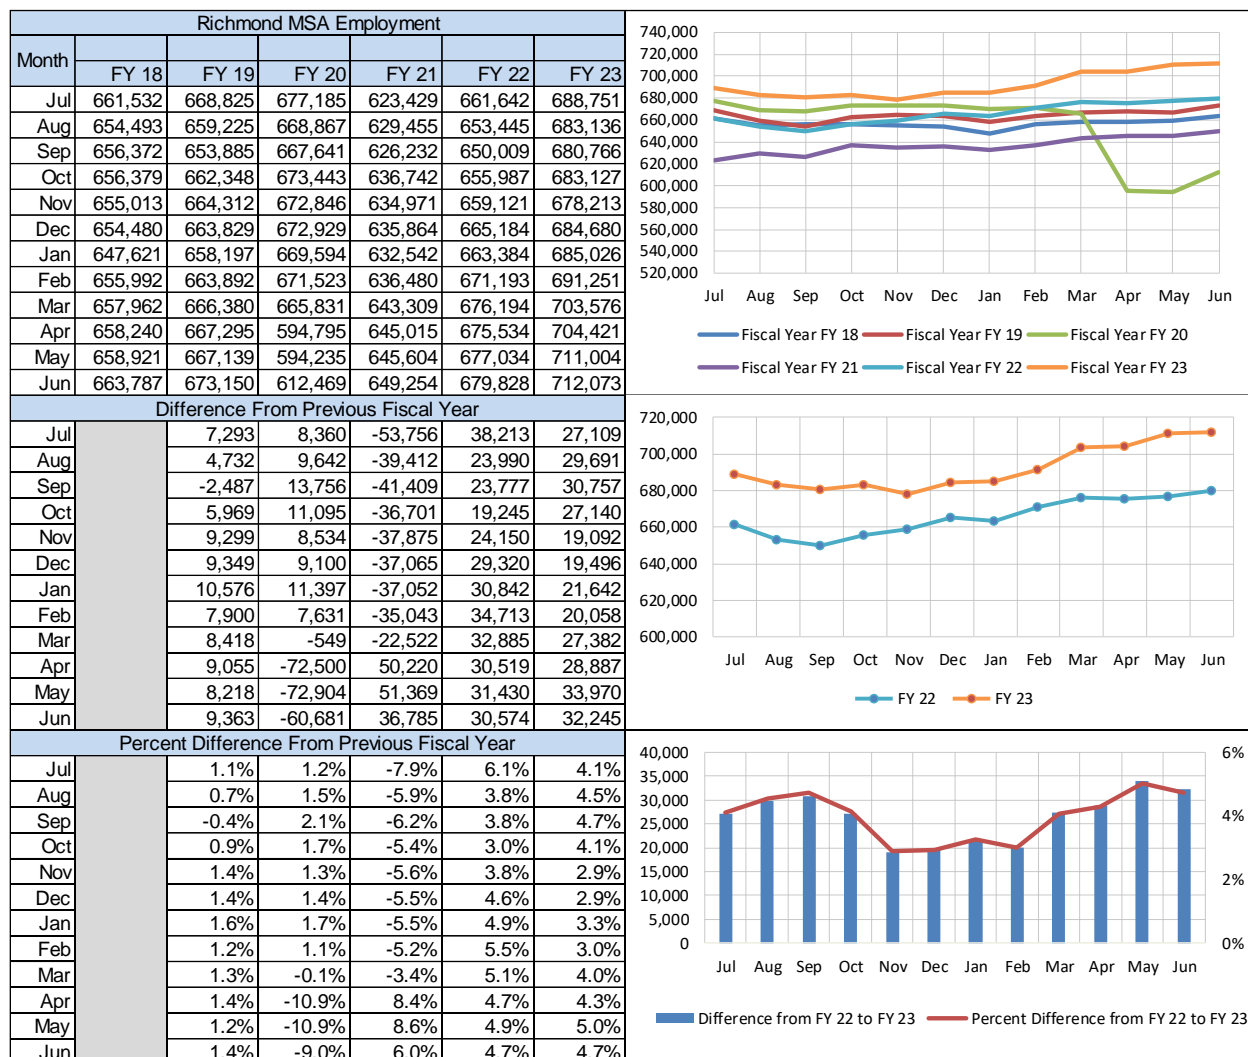 Richmond MSA Employment
Month
FY 18 FY 19 FY 20 FY 21 FY 22 FY 23
Jul 661,532 668,825 677,185 623,429 661,642 688,751
Aug 654,493 659,225 668,867 629,455 653,445 683,136
Sep 656,372 653,885 667,641 626,232 650,009 680,766
Oct 656,379 662,348 673,443 636,742 655,987 683,127
Nov 655,013 664,312 672,846 634,971 659,121 678,213
Dec 654,480 663,829 672,929 635,864 665,184 684,680
Jan 647,621 658,197 669,594 632,542 663,384 685,026
Feb 655,992 663,892 671,523 636,480 671,193 691,251
Mar 657,962 666,380 665,831 643,309 676,194 703,576
Apr 658,240 667,295 594,795 645,015 675,534 704,421
May 658,921 667,139 594,235 645,604 677,034 711,004
Jun 663,787 673,150 612,469 649,254 679,828 712,073
Difference From Previous Fiscal Year
Jul 7,293 8,360 -53,756 38,213 27,109
Aug 4,732 9,642 -39,412 23,990 29,691
Sep -2,487 13,756 -41,409 23,777 30,757
Oct 5,969 11,095 -36,701 19,245 27,140
Nov 9,299 8,534 -37,875 24,150 19,092
Dec 9,349 9,100 -37,065 29,320 19,496
Jan 10,576 11,397 -37,052 30,842 21,642
Feb 7,900 7,631 -35,043 34,713 20,058
Mar 8,418 -549 -22,522 32,885 27,382
Apr 9,055 -72,500 50,220 30,519 28,887
May 8,218 -72,904 51,369 31,430 33,970
Jun 9,363 -60,681 36,785 30,574 32,245
Percent Difference From Previous Fiscal Year
Jul 1.1% 1.2% -7.9% 6.1% 4.1%
Aug 0.7% 1.5% -5.9% 3.8% 4.5%
Sep -0.4% 2.1% -6.2% 3.8% 4.7%
Oct 0.9% 1.7% -5.4% 3.0% 4.1%
Nov 1.4% 1.3% -5.6% 3.8% 2.9%
Dec 1.4% 1.4% -5.5% 4.6% 2.9%
Jan 1.6% 1.7% -5.5% 4.9% 3.3%
Feb 1.2% 1.1% -5.2% 5.5% 3.0%
Mar 1.3% -0.1% -3.4% 5.1% 4.0%
Apr 1.4% -10.9% 8.4% 4.7% 4.3%
May 1.2% -10.9% 8.6% 4.9% 5.0%
Jun 1.4% -9.0% 6.0% 4.7% 4.7%
740,000
720,000
700,000
680,000
660,000
640,000
620,000
600,000
580,000
560,000
540,000
520,000
Jul Aug Sep Oct Nov Dec Jan Feb Mar Apr May Jun
Fiscal Year FY 18 Fiscal Year FY 19 Fiscal Year FY 20
Fiscal Year FY 21 Fiscal Year FY 22 Fiscal Year FY 23
720,000
700,000
680,000
660,000
640,000
620,000
600,000
Jul Aug Sep Oct Nov Dec Jan Feb Mar Apr May Jun
FY 22 FY 23
40,000 6%
35,000
30,000
25,000 4%
20,000
15,000 2%
10,000
5,000
0 0%
Jul Aug Sep Oct Nov Dec Jan Feb Mar Apr May Jun
Difference from FY 22 to FY 23 Percent Difference from FY 22 to FY 23